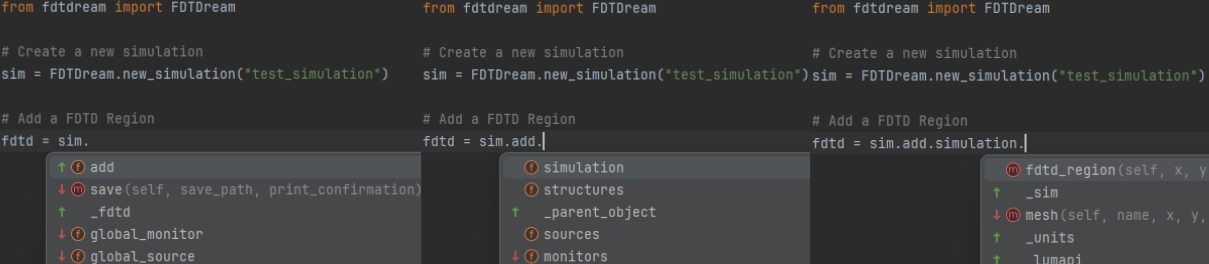 from fdtdream import FDTDream
# Create a new simulation
sim = FDTDream.new_simulation("test_simulation")
# Add a FDTD Region
fdtd = sim.
add
save(self, save_path, print_confirmation)
_fdtd
global_monitor
global_source
from fdtdream import FDTDream
# Create a new simulation
sim = FDTDream.new_simulation("test_simulation")
# Add a FDTD Region
fdtd = sim.add.
simulation
structures
_parent_object
sources
monitors
from fdtdream import FDTDream
# Create a new simulation
sim = FDTDream.new_simulation("test_simulation")
# Add a FDTD Region
fdtd = sim.add.simulation.
fdtd_region(self, x, y
_sim
mesh(self, name, x, y,
_units
_lumapi